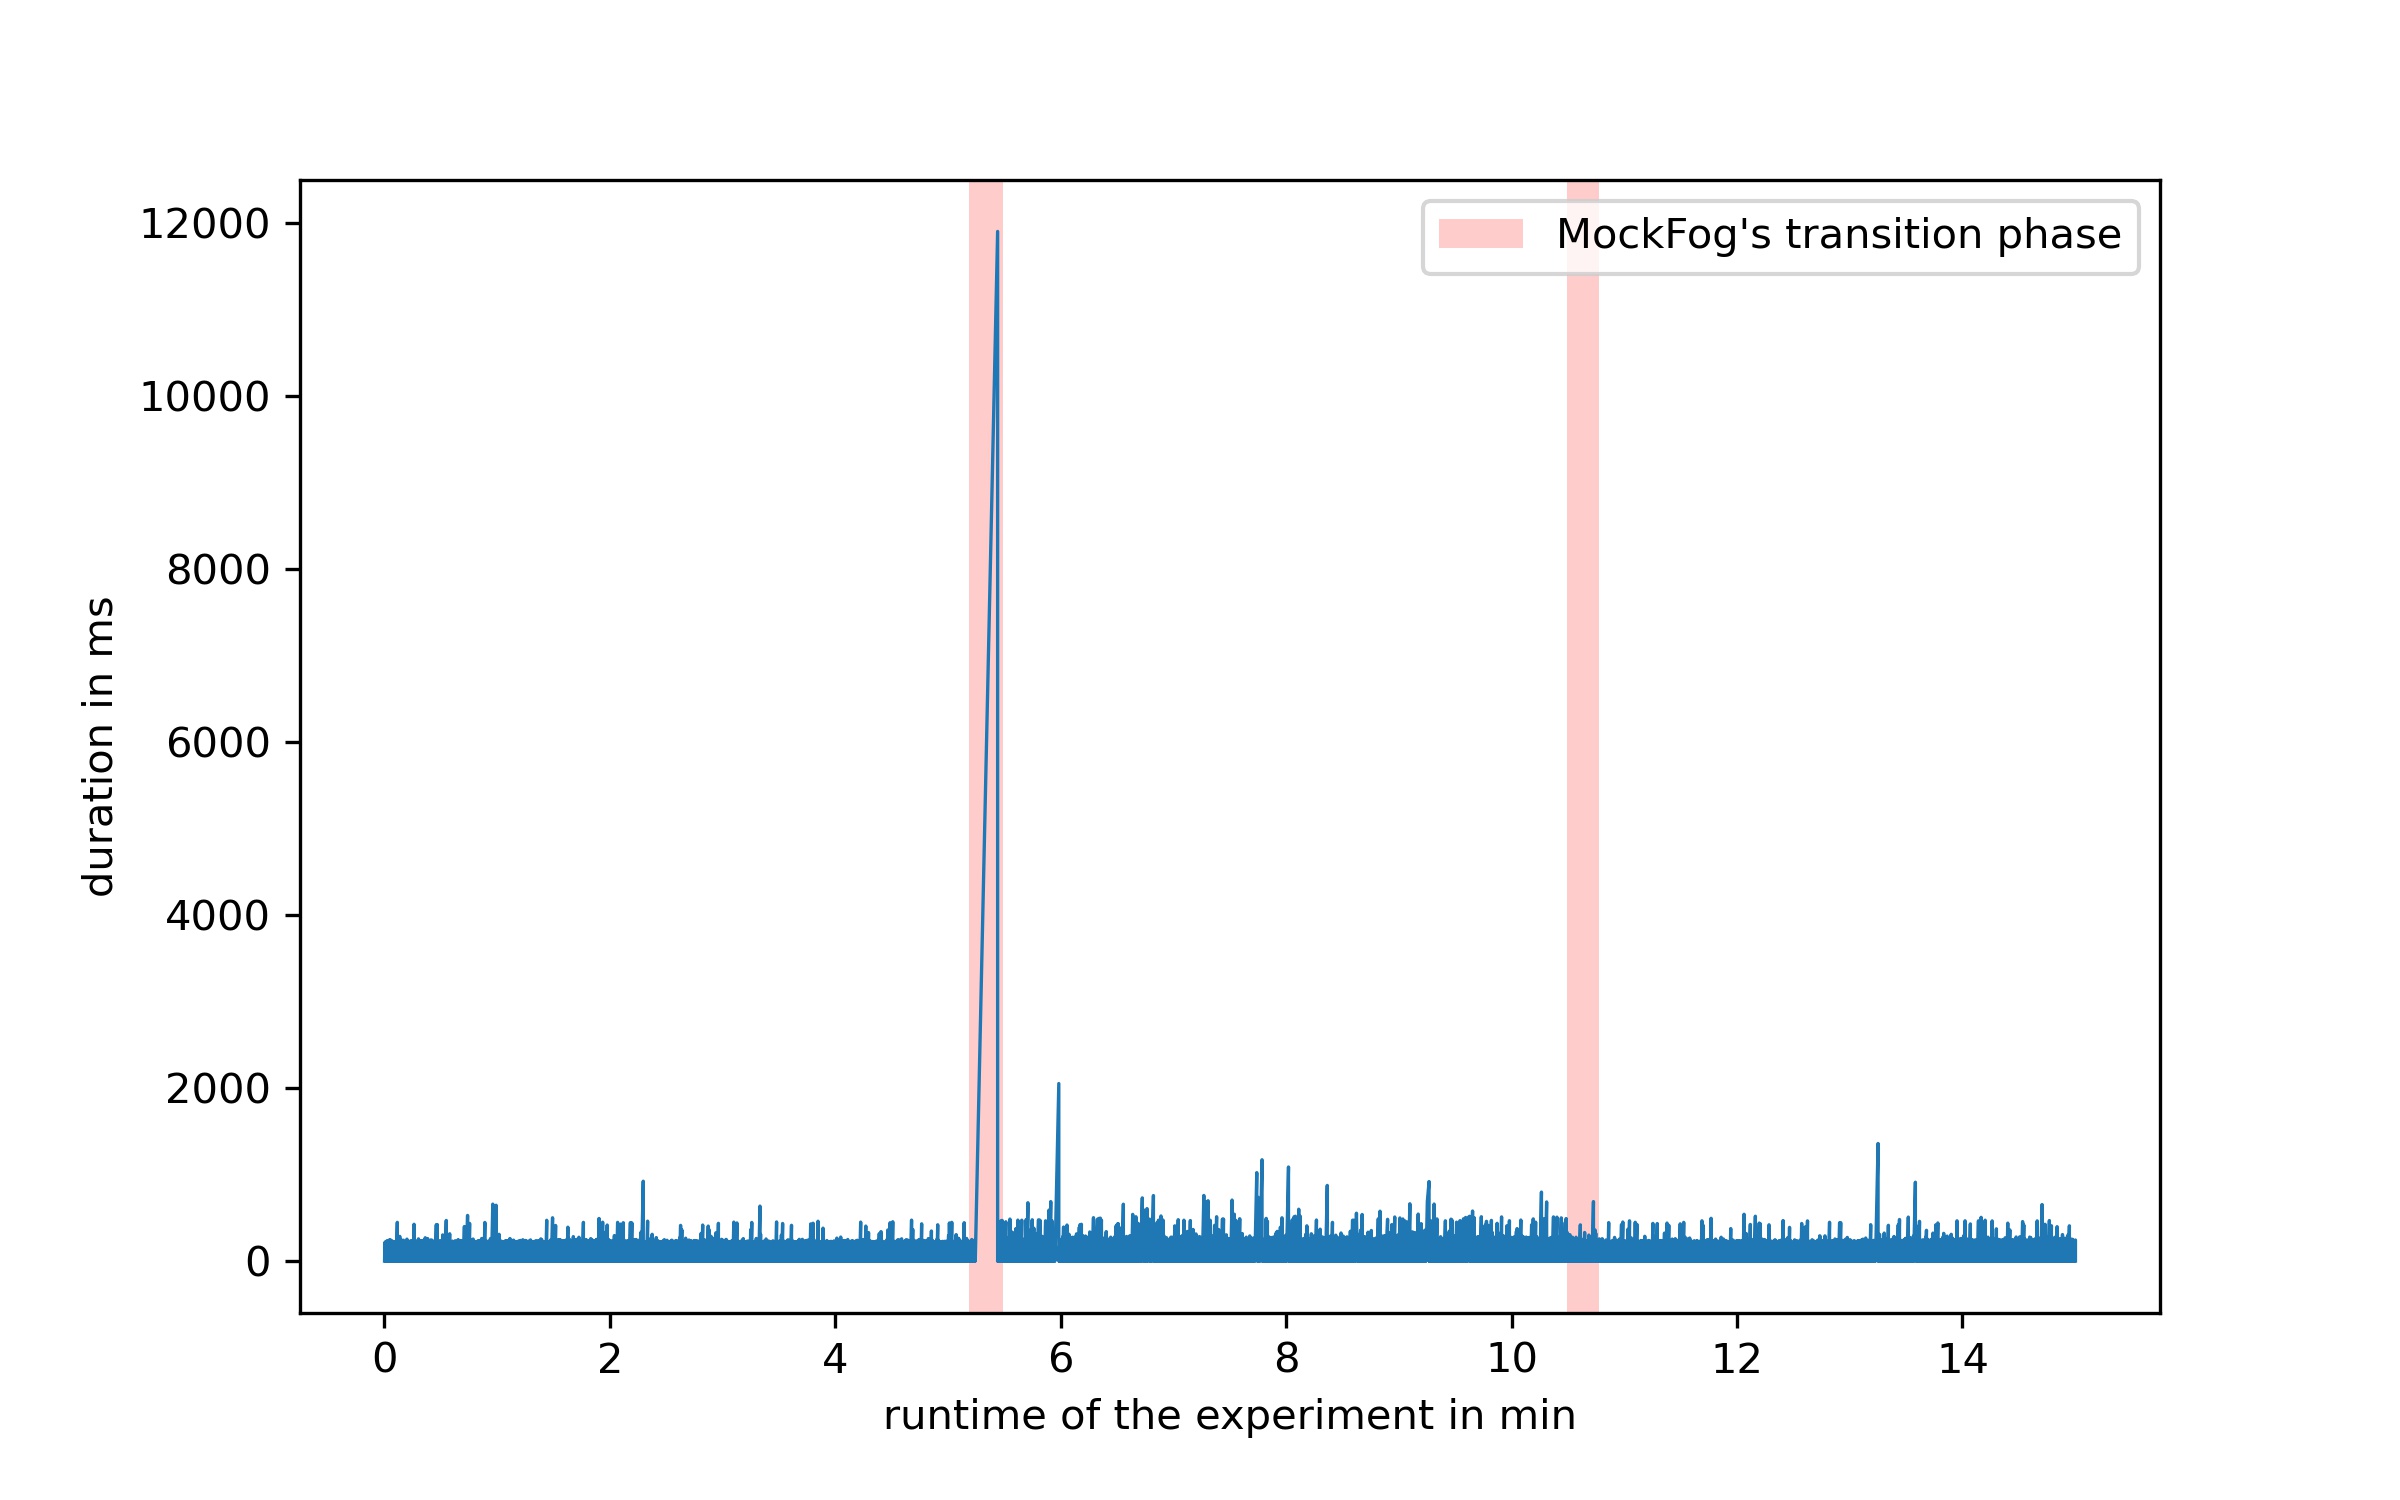 MockFog's transition phase
12000
10000
8000
6000
4000
2000
0
duration in ms
0 2 4 6 8 10 12 14
runtime of the experiment in min